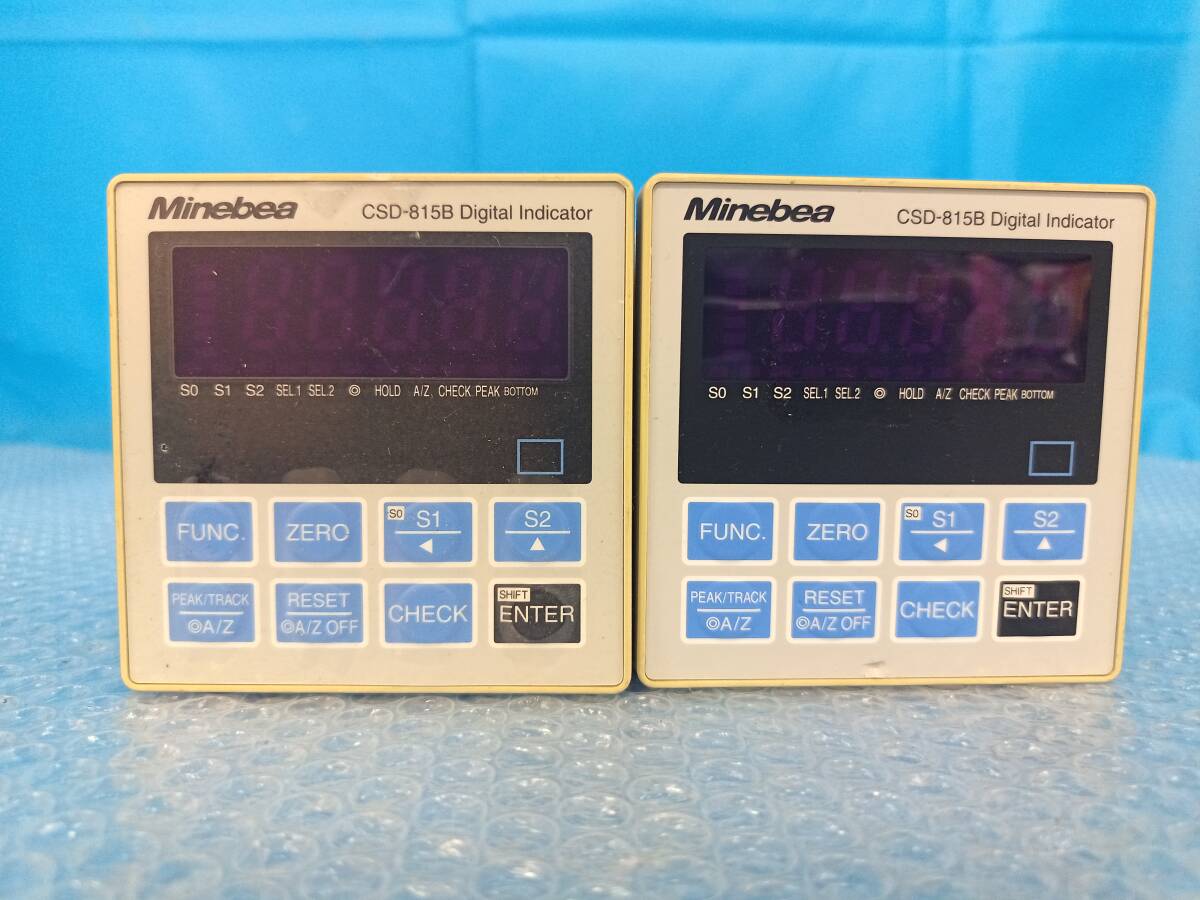 Minebea CSD-815B Digital Indicator
S0 S1 S2 SEL.1 SEL.2 ◎ HOLD A/Z CHECK PEAK BOTTOM
FUNC. ZERO S0 S1 ◀ S2 ▲
PEAK/TRACK ◎A/Z RESET ◎A/Z OFF CHECK SHIFT ENTER
Minebea CSD-815B Digital Indicator
S0 S1 S2 SEL.1 SEL.2 ◎ HOLD A/Z CHECK PEAK BOTTOM
FUNC. ZERO S0 S1 ◀ S2 ▲
PEAK/TRACK ◎A/Z RESET ◎A/Z OFF CHECK SHIFT ENTER